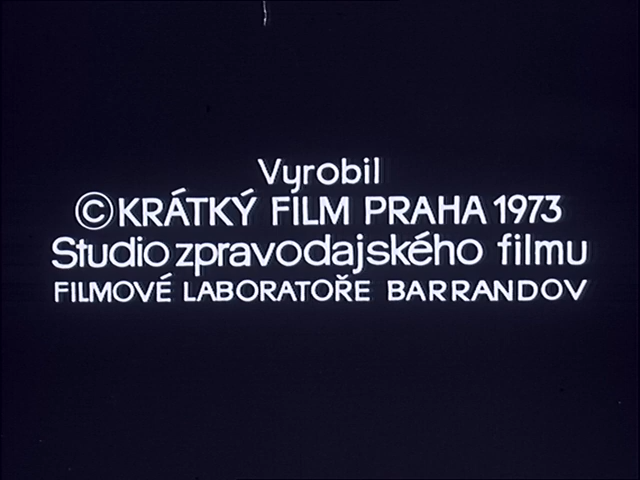 Vyrobil
© KRÁTKÝ FILM PRAHA 1973
Studio zpravodajského filmu
FILMOVÉ LABORATOŘE BARRANDOV